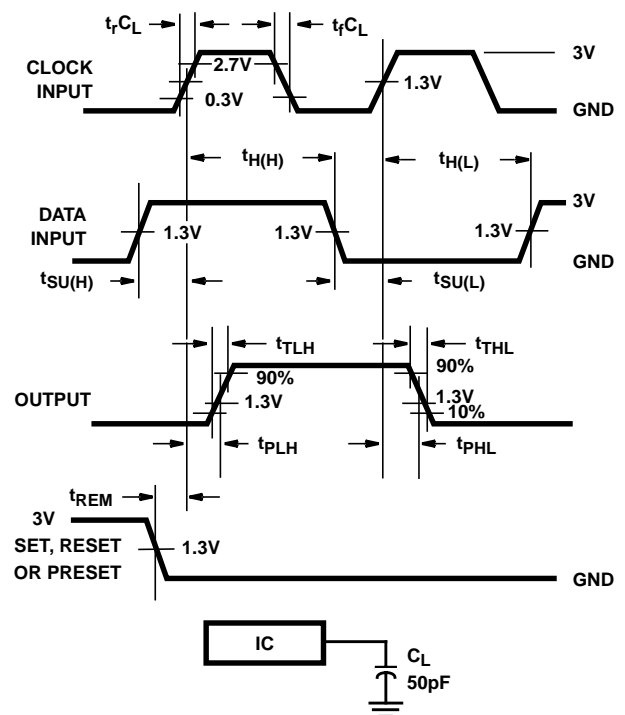 trCL tfCL
CLOCK INPUT 2.7V 0.3V 1.3V 3V GND
tH(H) tH(L)
DATA INPUT 1.3V 1.3V 1.3V 3V GND
tSU(H) tSU(L)
tTLH tTHL
90% 90%
OUTPUT 1.3V 1.3V
10%
tPLH tPHL
tREM
3V
SET, RESET 1.3V
OR PRESET GND
IC
CL
50pF